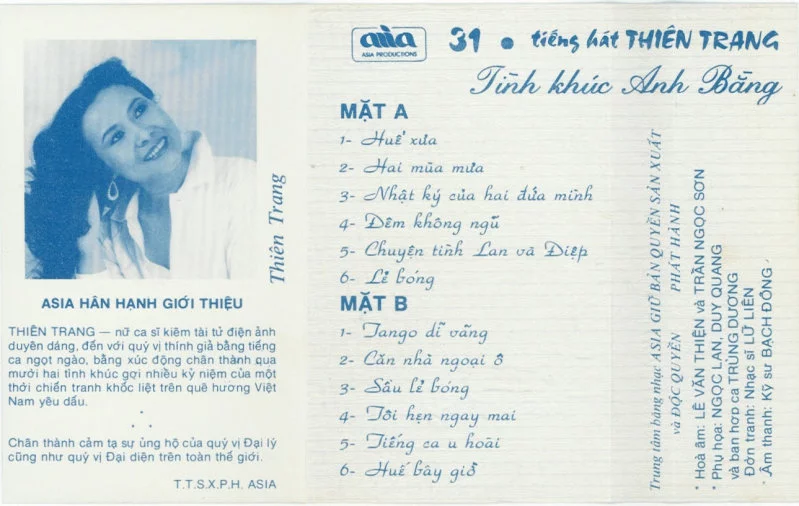 Thiên Trang
ASIA HÂN HẠNH GIỚI THIỆU
THIÊN TRANG — nữ ca sĩ kiêm tài tử điện ảnh
duyên dáng, đến với quý vị thính giả bằng tiếng
ca ngọt ngào, bằng xúc động chân thành qua
mười hai tình khúc gợi nhiều kỷ niệm của một
thời chiến tranh khốc liệt trên quê hương Việt
Nam yêu dấu.
Chân thành cảm tạ sự ủng hộ của quý vị Đại lý
cũng như quý vị Đại diện trên toàn thế giới.
T.T.S.X.P.H. ASIA
asia
ASIA PRODUCTIONS
31 • tiếng hát THIÊN TRANG
Tình khúc Anh Bằng
MẶT A
1- Huế xưa
2- Hai mùa mưa
3- Nhật ký của hai đứa mình
4- Đêm không ngủ
5- Chuyện tình Lan và Điệp
6- Lẻ bóng
MẶT B
1- Tango dĩ vãng
2- Căn nhà ngoại ô
3- Sầu lẻ bóng
4- Tôi hẹn ngày mai
5- Tiếng ca u hoài
6- Huế bây giờ
Trung tâm băng nhạc ASIA GIỮ BẢN QUYỀN SẢN XUẤT
và ĐỘC QUYỀN PHÁT HÀNH
* Hoà âm: LÊ VĂN THIỆN và TRẦN NGỌC SƠN
* Phụ họa: NGỌC LAN, DUY QUANG
và ban hợp ca TRÙNG DƯƠNG
Đờn tranh: Nhạc sĩ LỮ LIÊN
* Âm thanh: Kỹ sư BẠCH ĐÔNG